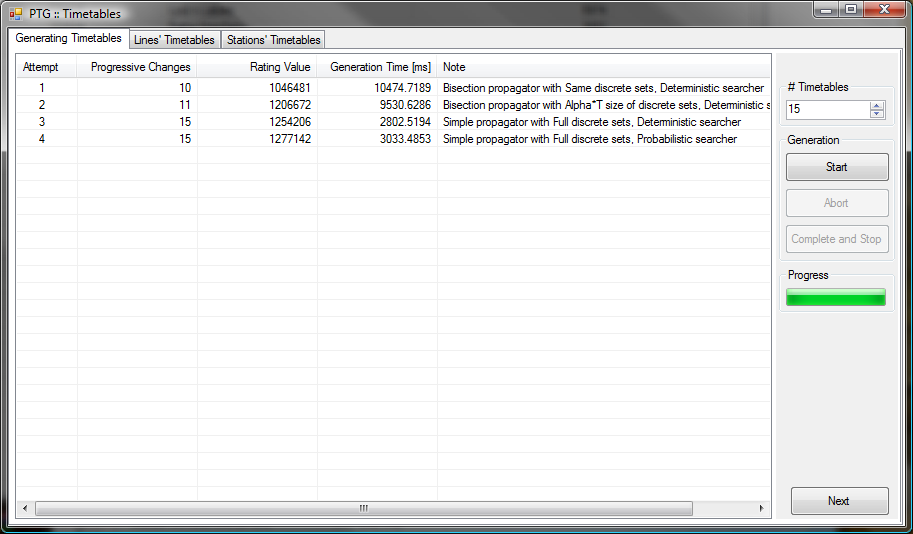 PTG :: Timetables
Generating Timetables Lines' Timetables Stations' Timetables
Attempt Progressive Changes Rating Value Generation Time [ms] Note
1 10 1046481 10474.7189 Bisection propagator with Same discrete sets, Deterministic searcher
2 11 1206672 9530.6286 Bisection propagator with Alpha*T size of discrete sets, Deterministic s
3 15 1254206 2802.5194 Simple propagator with Full discrete sets, Deterministic searcher
4 15 1277142 3033.4853 Simple propagator with Full discrete sets, Probabilistic searcher
# Timetables
15
Generation
Start
Abort
Complete and Stop
Progress
Next